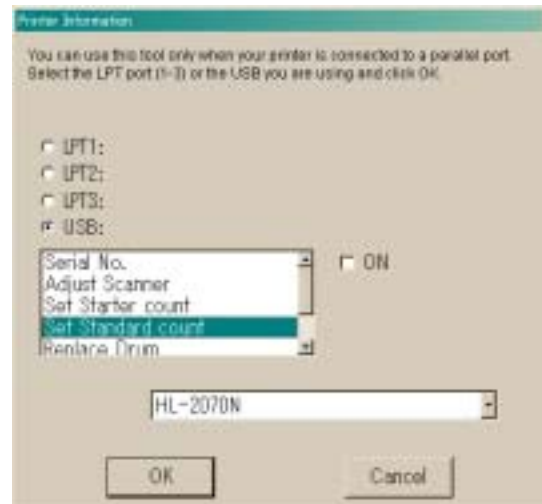 Printer Information
You can use this tool only when your printer is connected to a parallel port.
Select the LPT port (1-3) or the USB you are using and click OK.
LPT1:
LPT2:
LPT3:
USB:
Serial No.
Adjust Scanner
Set Starter count
Set Standard count
Replace Drum
ON
HL-2070N
OK
Cancel